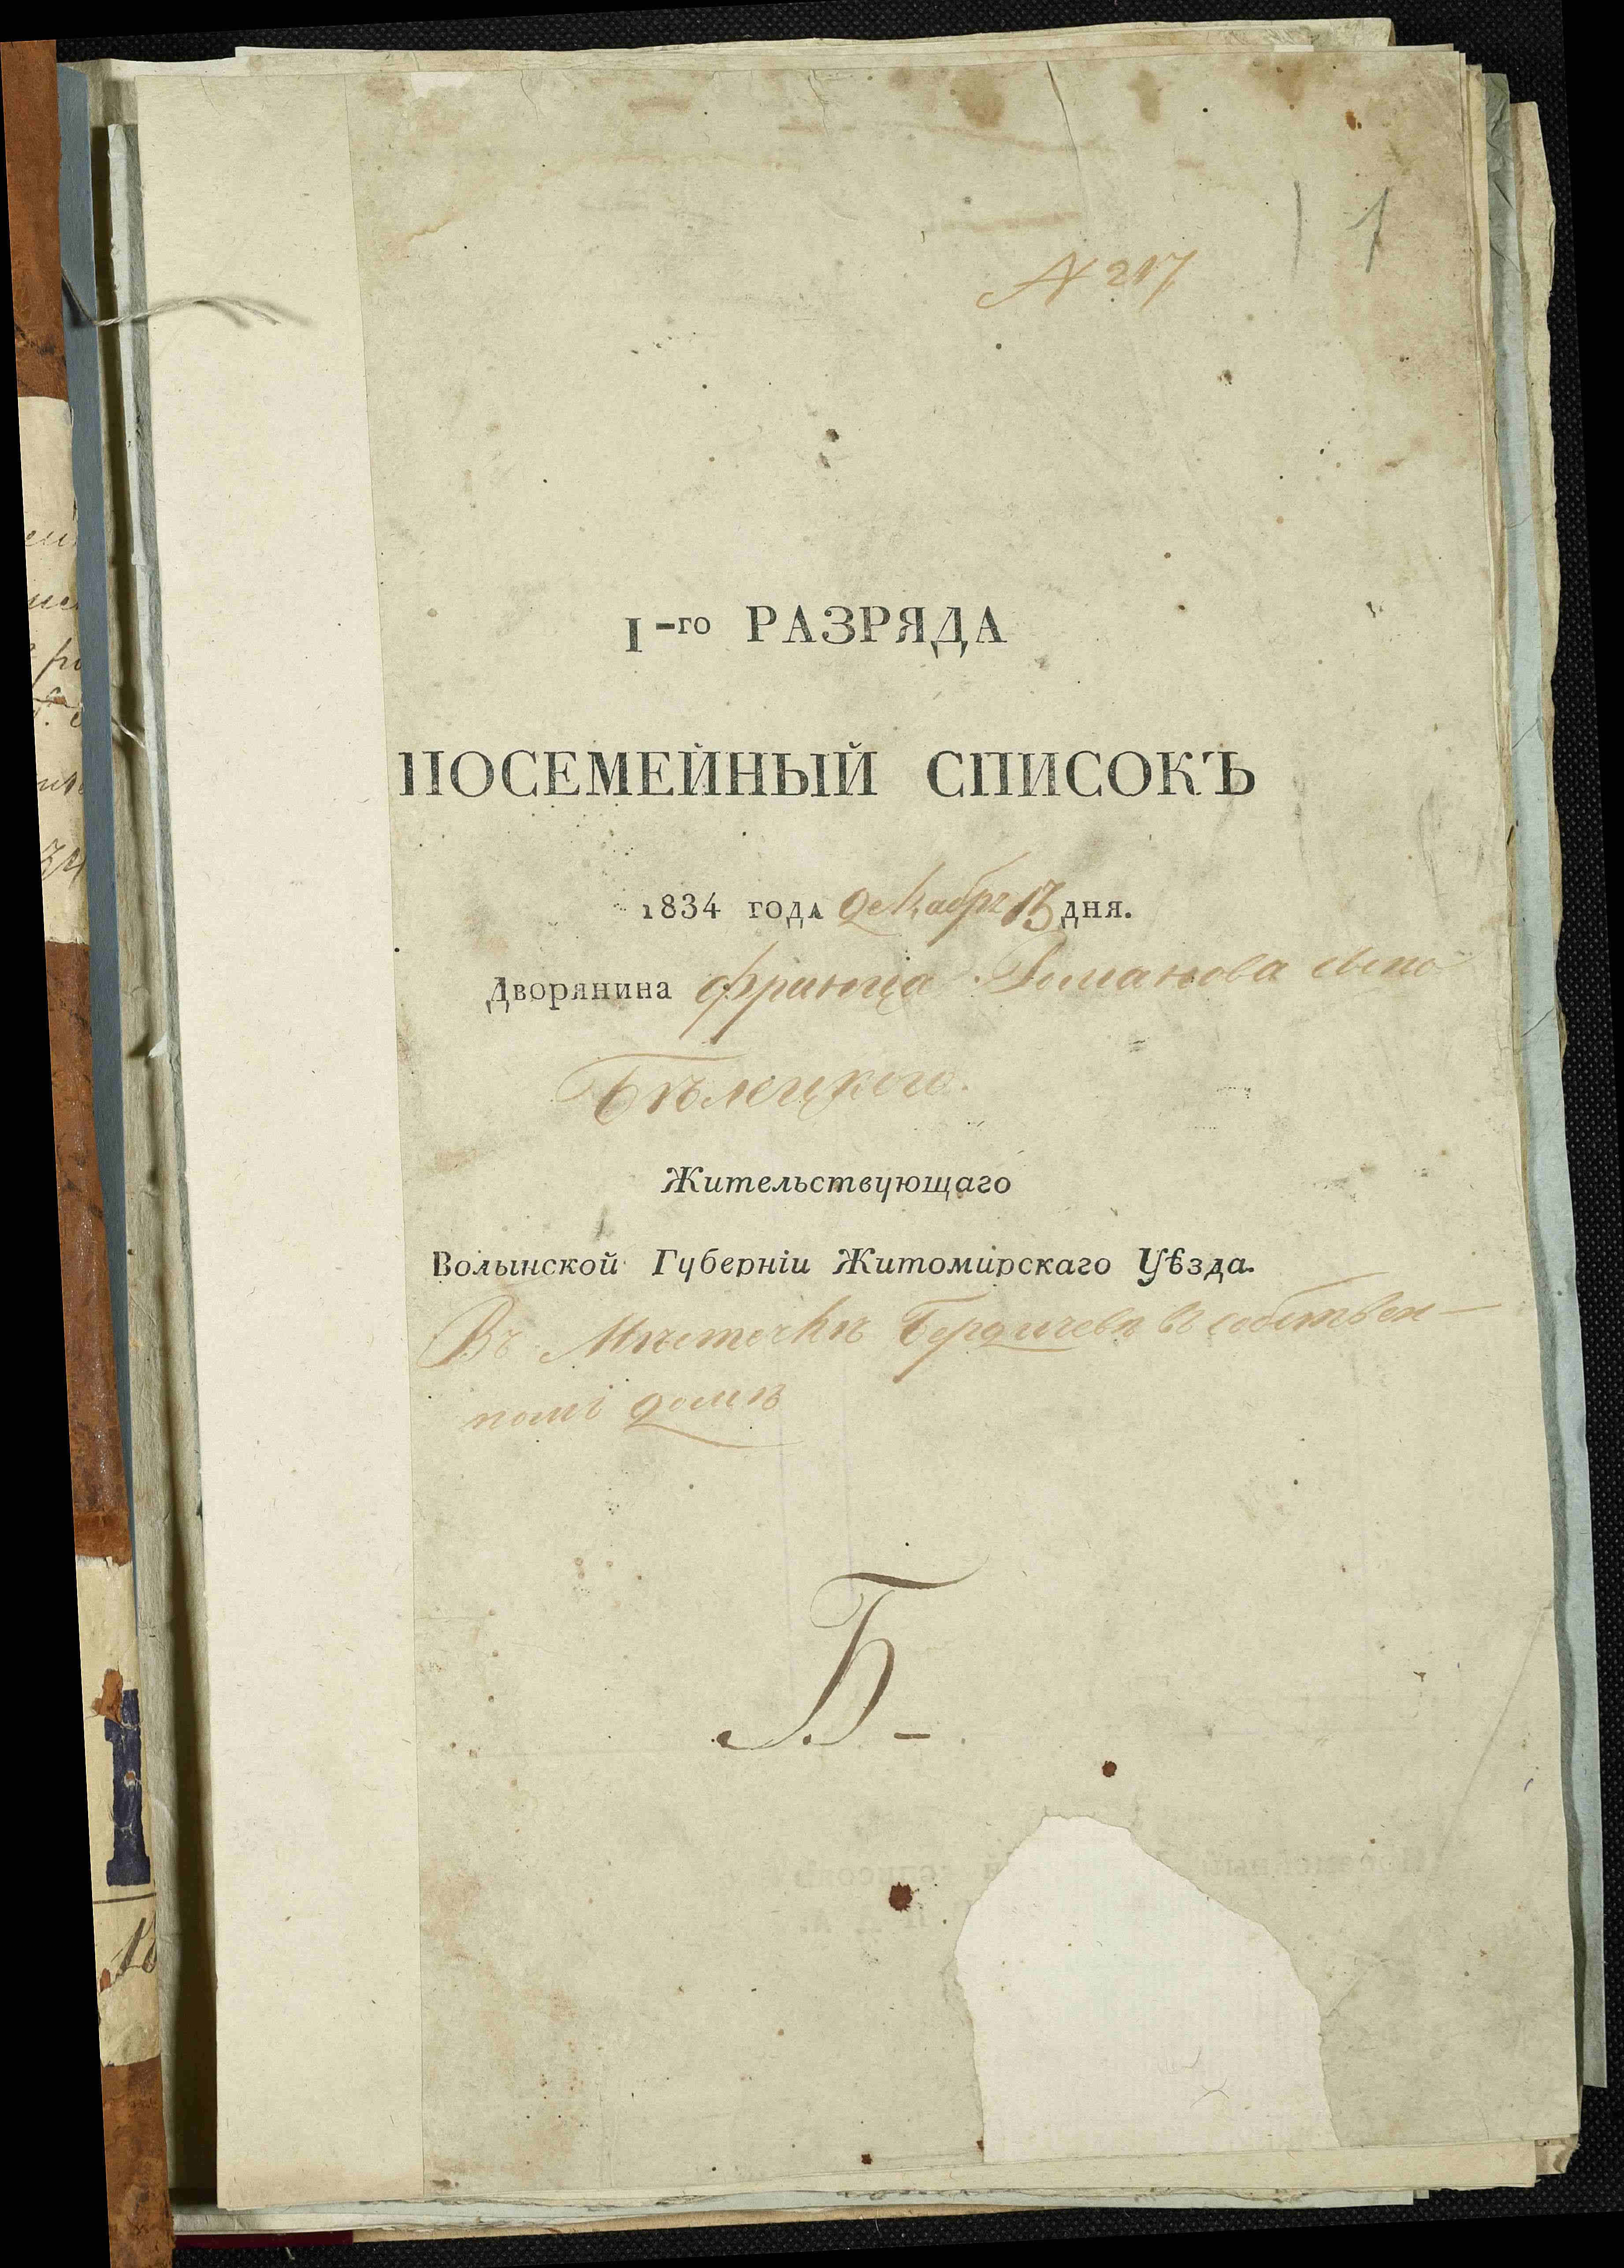 1
№ 217
I-го РАЗРЯДА
ПОСЕМЕЙНЫЙ СПИСОКЪ
1834 года декабря 13 дня.
Дворянина Франца Романова сына
Бѣлецкого.
Жительствующаго
Волынской Губерніи Житомирскаго Уѣзда.
Въ Мѣстечкѣ Бердичевѣ въ собствен-
номъ домѣ
Б-